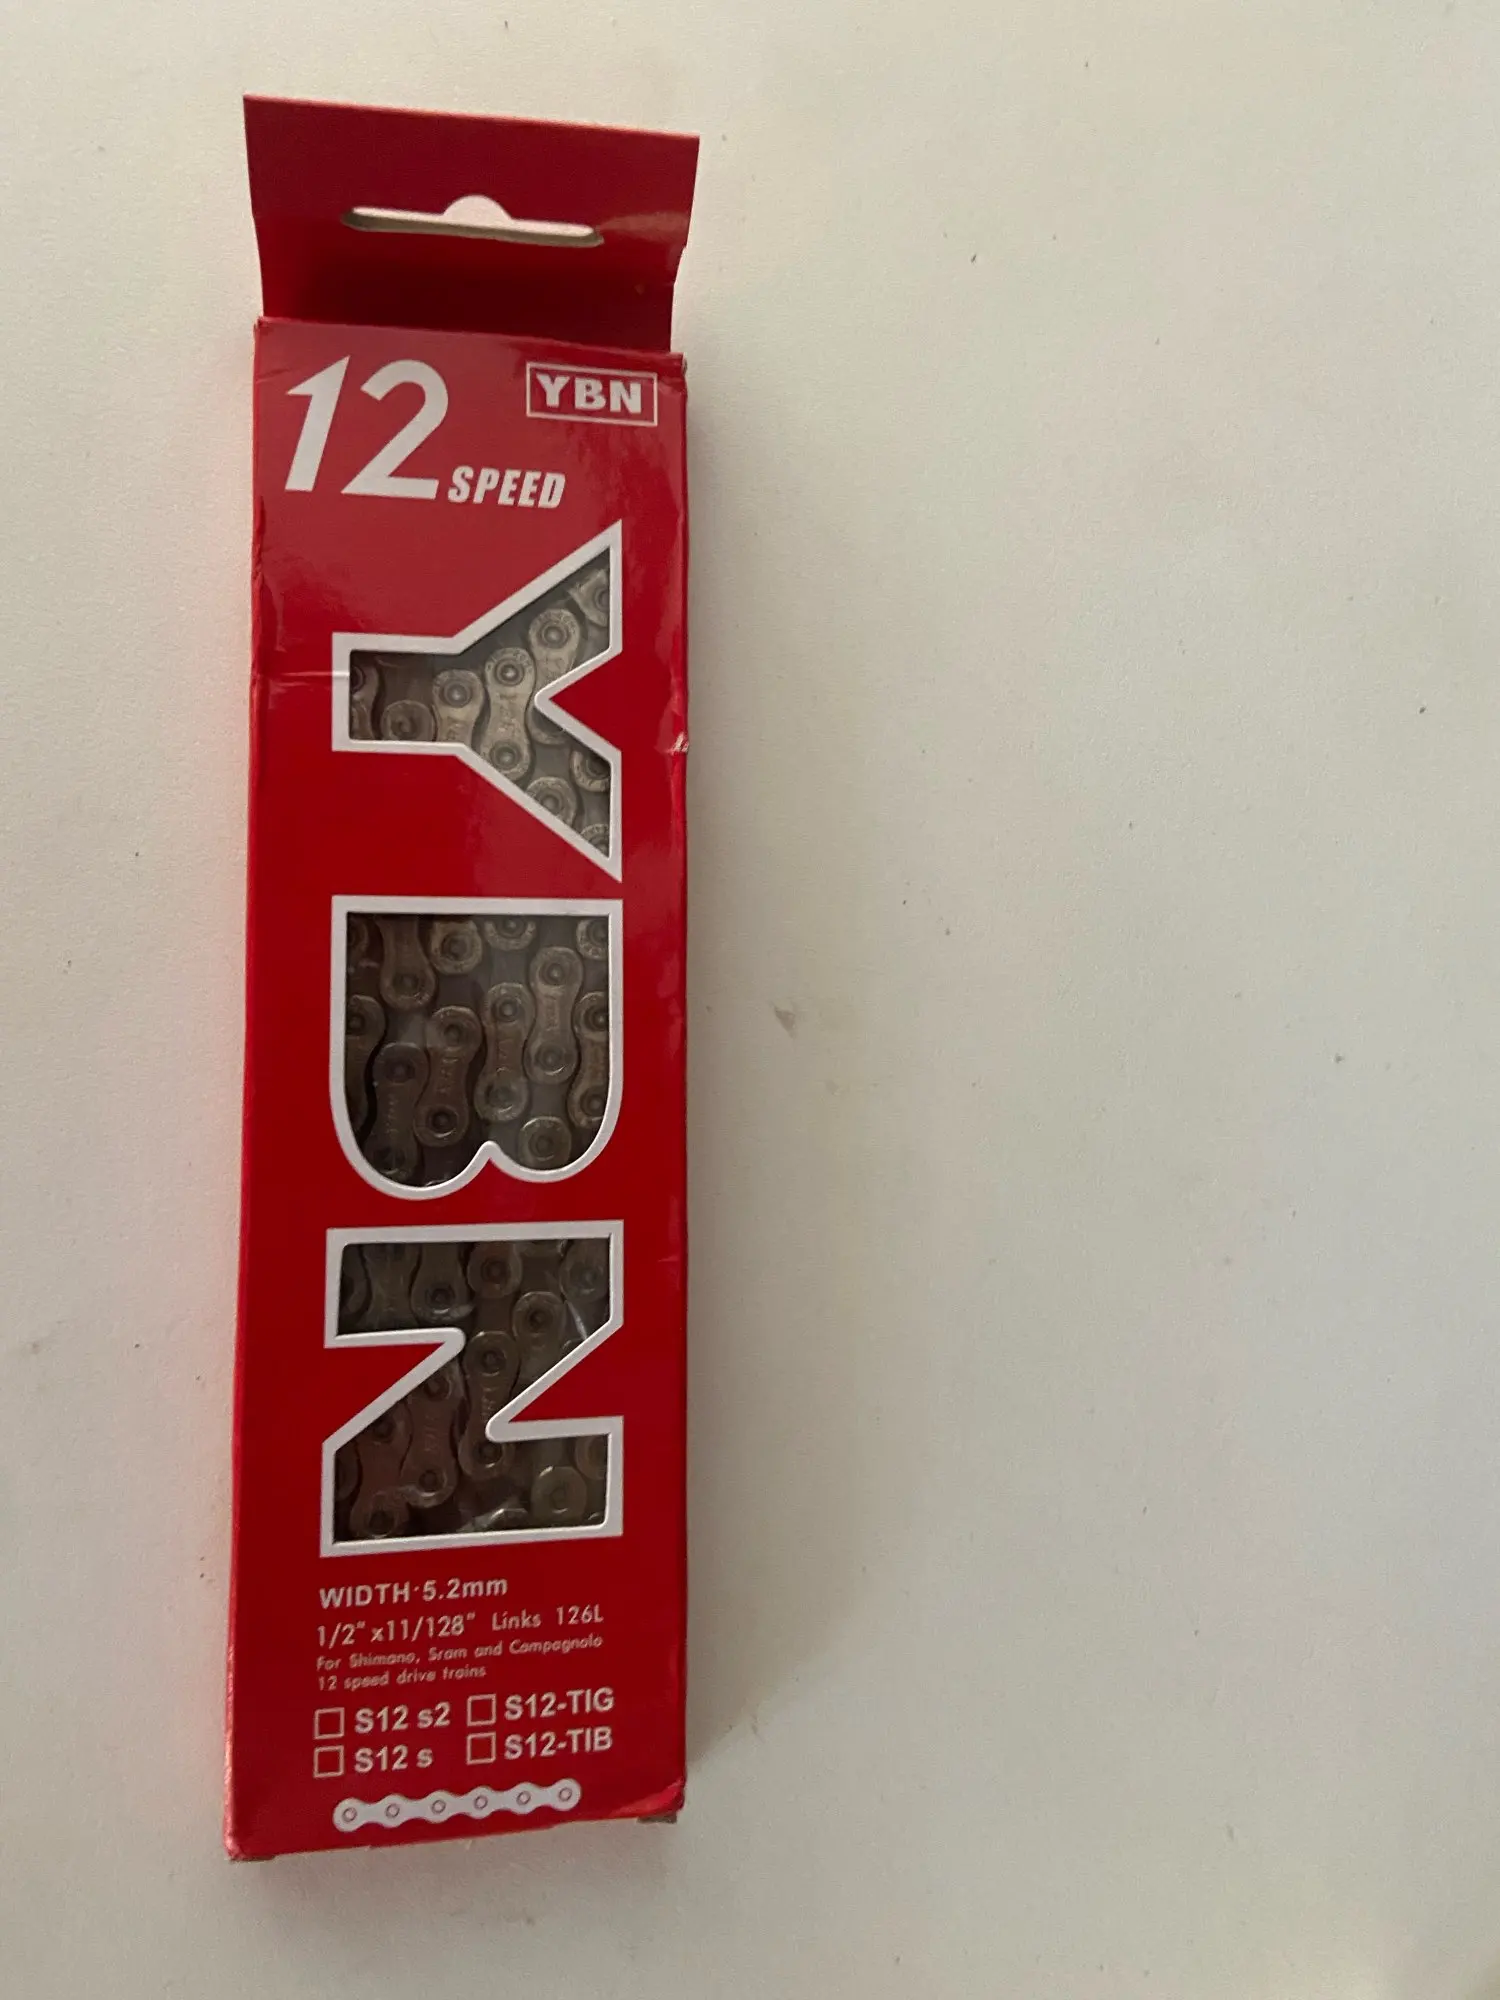 12 SPEED
YBN
YBN
WIDTH·5.2mm
1/2"x11/128" Links 126L
For Shimano, Sram and Campagnolo
12 speed drive trains
S12 s2 S12-TIG
S12 s S12-TIB